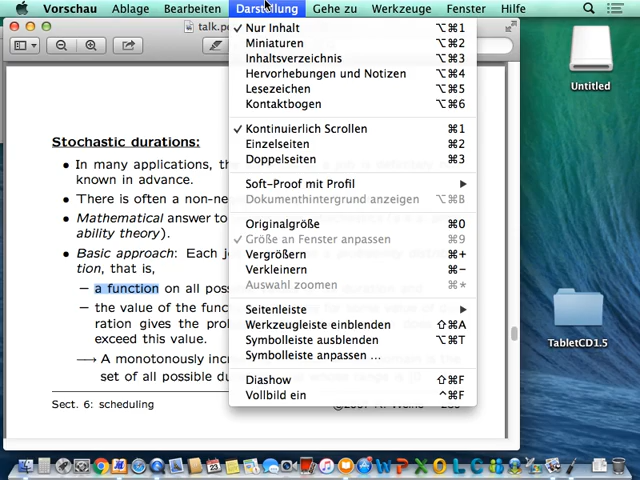 Vorschau Ablage Bearbeiten Darstellung Gehe zu Werkzeuge Fenster Hilfe
talk.p
✓ Nur Inhalt ⌥⌘1
Miniaturen ⌥⌘2
Inhaltsverzeichnis ⌥⌘3
Hervorhebungen und Notizen ⌥⌘4
Lesezeichen ⌥⌘5
Kontaktbogen ⌥⌘6
✓ Kontinuierlich Scrollen ⌘1
Einzelseiten ⌘2
Doppelseiten ⌘3
Soft-Proof mit Profil
Dokumenthintergrund anzeigen ⌥⌘B
Originalgröße ⌘0
✓ Größe an Fenster anpassen ⌘9
Vergrößern ⌘+
Verkleinern ⌘−
Auswahl zoomen ⌘*
Seitenleiste
Werkzeugleiste einblenden ⇧⌘A
Symbolleiste ausblenden ⌥⌘T
Symbolleiste anpassen ...
Diashow ⇧⌘F
Vollbild ein ^⌘F
Stochastic durations:
• In many applications, th
known in advance.
• There is often a non-ne
• Mathematical answer to
ability theory).
• Basic approach: Each j
tion, that is,
– a function on all pos
– the value of the func
ration gives the prob
exceed this value.
→ A monotonously inc
set of all possible du
Sect. 6: scheduling
Untitled
TabletCD1.5